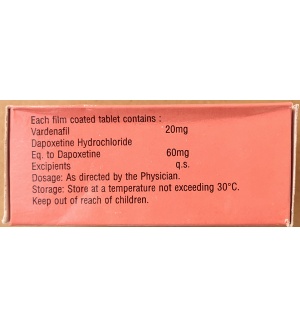 Each film coated tablet contains :
Vardenafil 20mg
Dapoxetine Hydrochloride
Eq. to Dapoxetine 60mg
Excipients q.s.
Dosage: As directed by the Physician.
Storage: Store at a temperature not exceeding 30°C.
Keep out of reach of children.